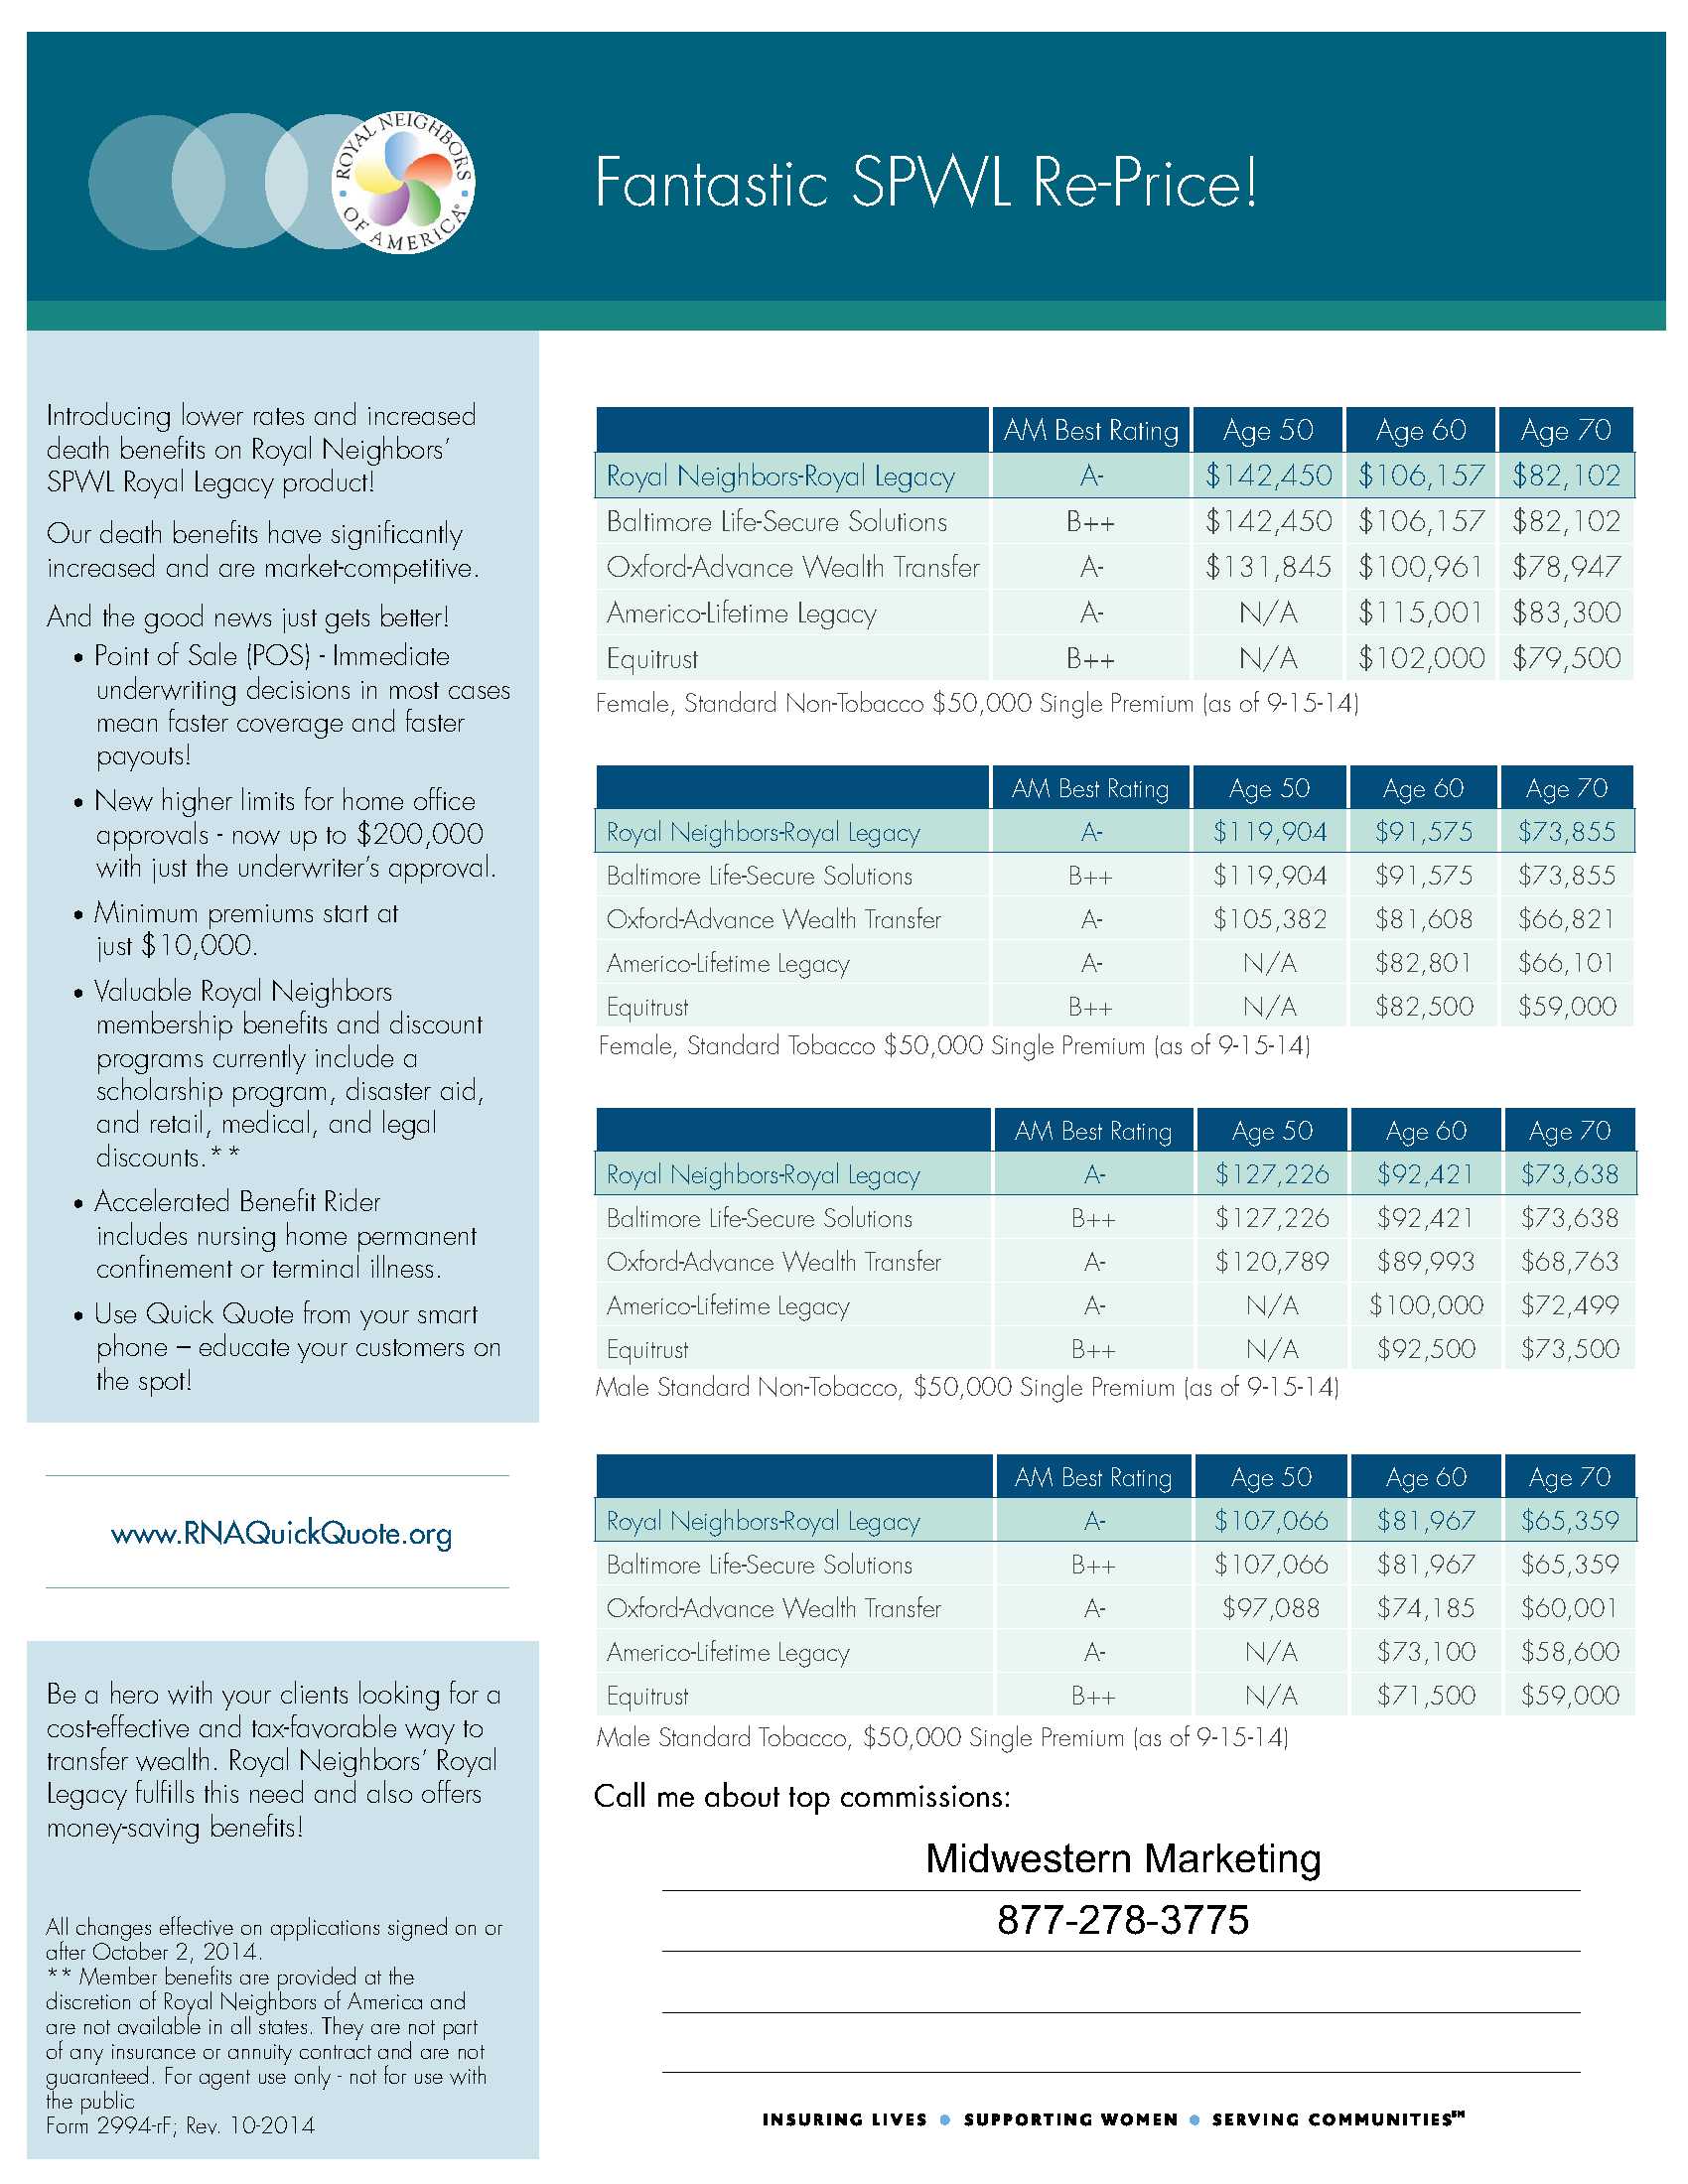 ROYAL NEIGHBORS OF AMERICA®
Fantastic SPWL Re-Price!
Introducing lower rates and increased
death benefits on Royal Neighbors’
SPWL Royal Legacy product!
Our death benefits have significantly
increased and are market-competitive.
And the good news just gets better!
• Point of Sale (POS) - Immediate
underwriting decisions in most cases
mean faster coverage and faster
payouts!
• New higher limits for home office
approvals - now up to $200,000
with just the underwriter’s approval.
• Minimum premiums start at
just $10,000.
• Valuable Royal Neighbors
membership benefits and discount
programs currently include a
scholarship program, disaster aid,
and retail, medical, and legal
discounts.**
• Accelerated Benefit Rider
includes nursing home permanent
confinement or terminal illness.
• Use Quick Quote from your smart
phone – educate your customers on
the spot!
www.RNAQuickQuote.org
Be a hero with your clients looking for a
cost-effective and tax-favorable way to
transfer wealth. Royal Neighbors’ Royal
Legacy fulfills this need and also offers
money-saving benefits!
All changes effective on applications signed on or
after October 2, 2014.
** Member benefits are provided at the
discretion of Royal Neighbors of America and
are not available in all states. They are not part
of any insurance or annuity contract and are not
guaranteed. For agent use only - not for use with
the public
Form 2994-rF; Rev. 10-2014
AM Best Rating Age 50 Age 60 Age 70
Royal Neighbors-Royal Legacy A- $142,450 $106,157 $82,102
Baltimore Life-Secure Solutions B++ $142,450 $106,157 $82,102
Oxford-Advance Wealth Transfer A- $131,845 $100,961 $78,947
Americo-Lifetime Legacy A- N/A $115,001 $83,300
Equitrust B++ N/A $102,000 $79,500
Female, Standard Non-Tobacco $50,000 Single Premium (as of 9-15-14)
AM Best Rating Age 50 Age 60 Age 70
Royal Neighbors-Royal Legacy A- $119,904 $91,575 $73,855
Baltimore Life-Secure Solutions B++ $119,904 $91,575 $73,855
Oxford-Advance Wealth Transfer A- $105,382 $81,608 $66,821
Americo-Lifetime Legacy A- N/A $82,801 $66,101
Equitrust B++ N/A $82,500 $59,000
Female, Standard Tobacco $50,000 Single Premium (as of 9-15-14)
AM Best Rating Age 50 Age 60 Age 70
Royal Neighbors-Royal Legacy A- $127,226 $92,421 $73,638
Baltimore Life-Secure Solutions B++ $127,226 $92,421 $73,638
Oxford-Advance Wealth Transfer A- $120,789 $89,993 $68,763
Americo-Lifetime Legacy A- N/A $100,000 $72,499
Equitrust B++ N/A $92,500 $73,500
Male Standard Non-Tobacco, $50,000 Single Premium (as of 9-15-14)
AM Best Rating Age 50 Age 60 Age 70
Royal Neighbors-Royal Legacy A- $107,066 $81,967 $65,359
Baltimore Life-Secure Solutions B++ $107,066 $81,967 $65,359
Oxford-Advance Wealth Transfer A- $97,088 $74,185 $60,001
Americo-Lifetime Legacy A- N/A $73,100 $58,600
Equitrust B++ N/A $71,500 $59,000
Male Standard Tobacco, $50,000 Single Premium (as of 9-15-14)
Call me about top commissions:
Midwestern Marketing
877-278-3775
INSURING LIVES • SUPPORTING WOMEN • SERVING COMMUNITIES℠